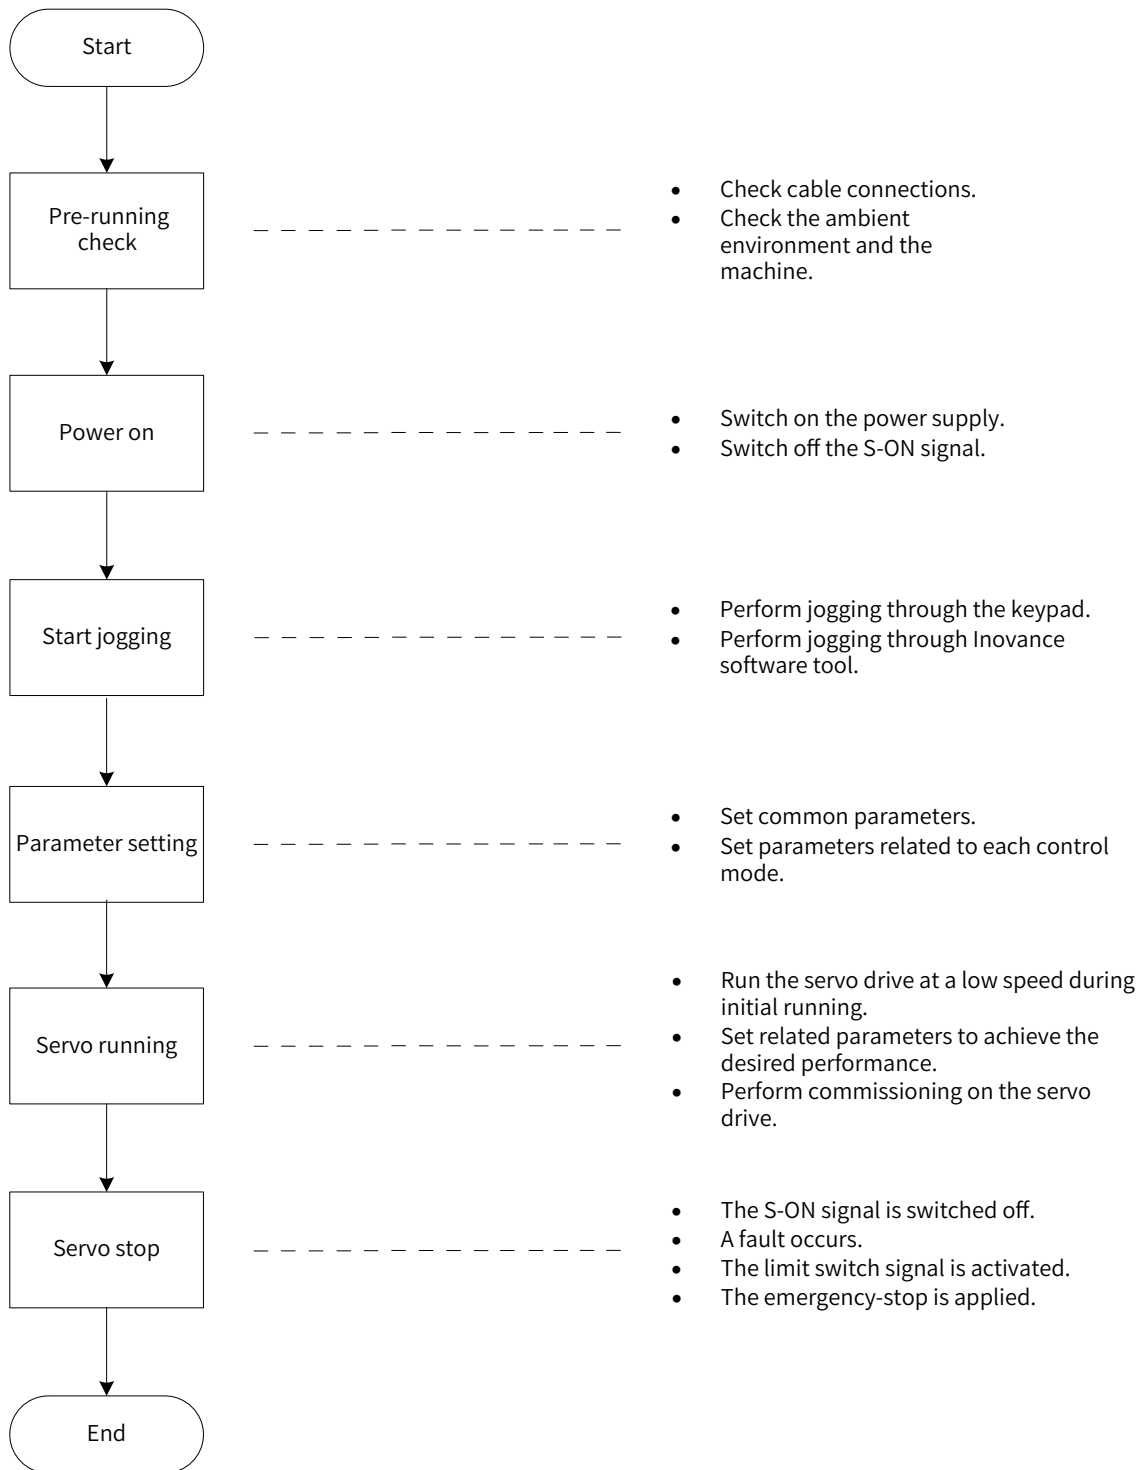 Start
Pre-running
check
• Check cable connections.
• Check the ambient
environment and the
machine.
Power on
• Switch on the power supply.
• Switch off the S-ON signal.
Start jogging
• Perform jogging through the keypad.
• Perform jogging through Inovance
software tool.
Parameter setting
• Set common parameters.
• Set parameters related to each control
mode.
Servo running
• Run the servo drive at a low speed during
initial running.
• Set related parameters to achieve the
desired performance.
• Perform commissioning on the servo
drive.
Servo stop
• The S-ON signal is switched off.
• A fault occurs.
• The limit switch signal is activated.
• The emergency-stop is applied.
End